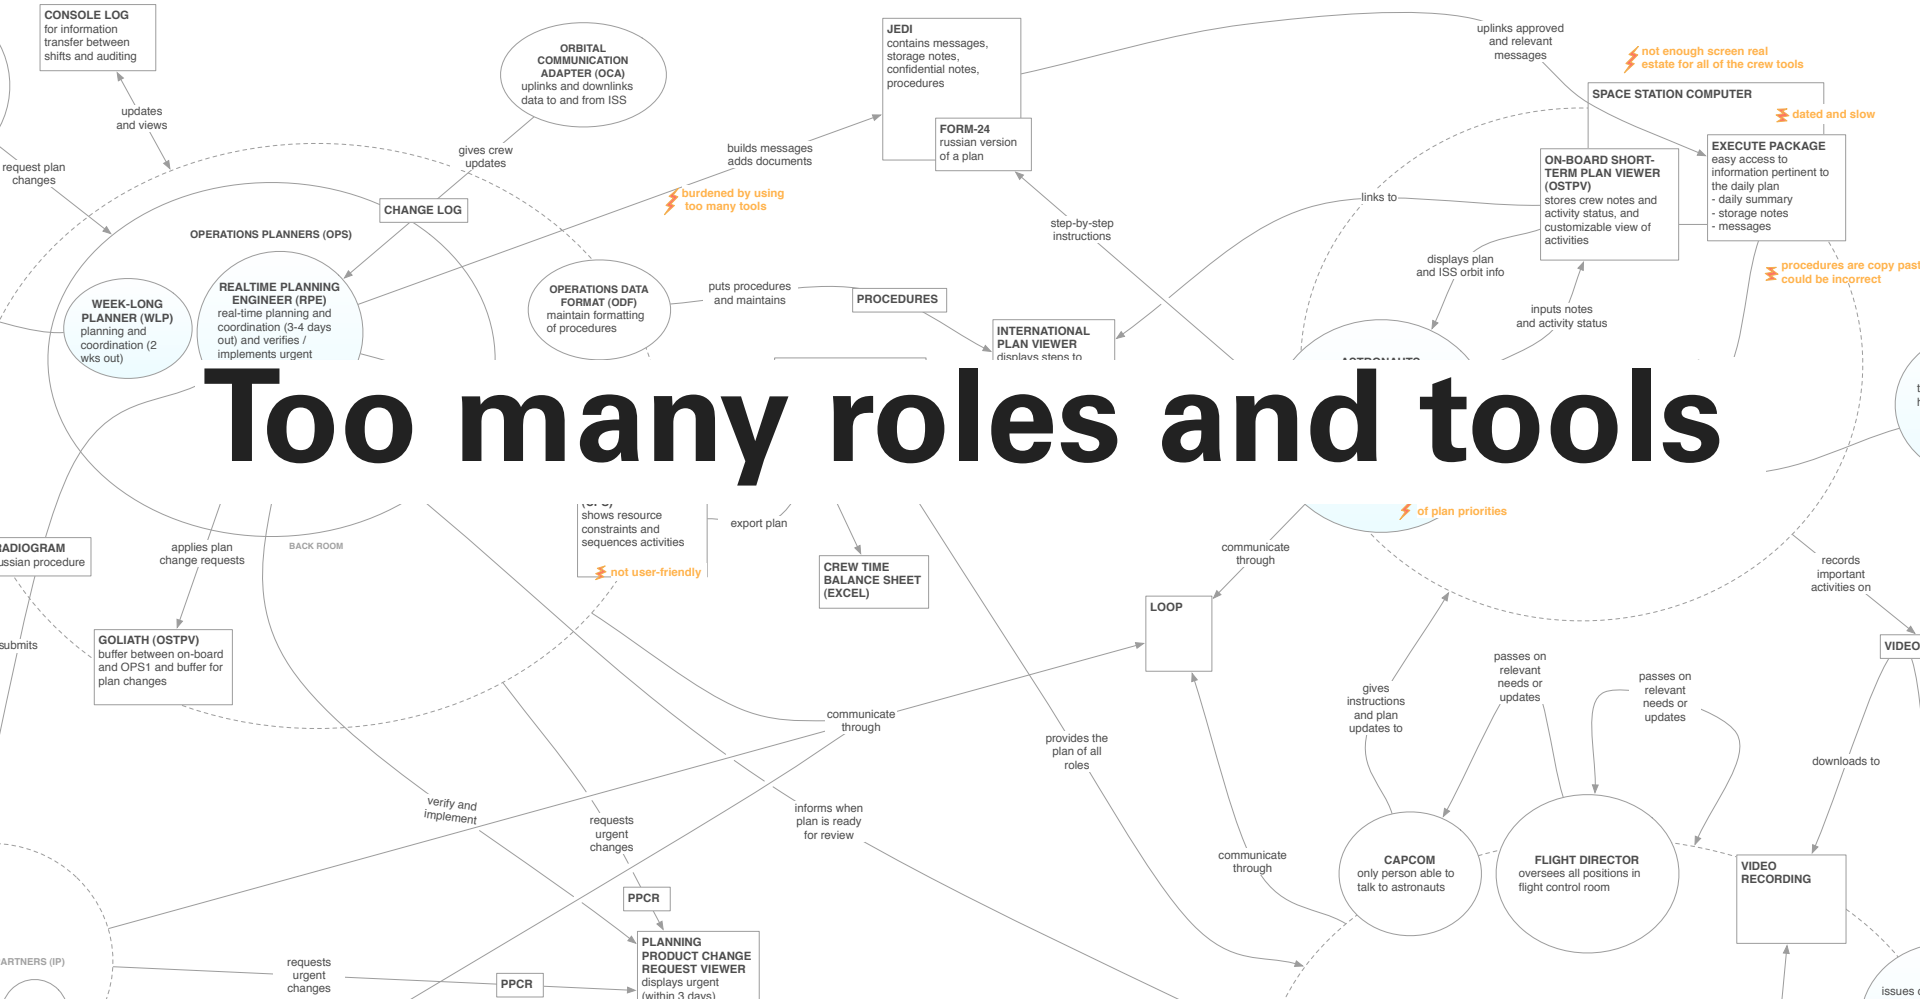 CONSOLE LOG
for information
transfer between
shifts and auditing
updates
and views
request plan
changes
ORBITAL
COMMUNICATION
ADAPTER (OCA)
uplinks and downlinks
data to and from ISS
gives crew
updates
CHANGE LOG
OPERATIONS PLANNERS (OPS)
WEEK-LONG
PLANNER (WLP)
planning and
coordination (2
wks out)
REALTIME PLANNING
ENGINEER (RPE)
real-time planning and
coordination (3-4 days
out) and verifies /
implements urgent
builds messages
adds documents
burdened by using
too many tools
JEDI
contains messages,
storage notes,
confidential notes,
procedures
FORM-24
russian version
of a plan
step-by-step
instructions
OPERATIONS DATA
FORMAT (ODF)
maintain formatting
of procedures
puts procedures
and maintains
PROCEDURES
INTERNATIONAL
PLAN VIEWER
displays steps to
uplinks approved
and relevant
messages
not enough screen real
estate for all of the crew tools
SPACE STATION COMPUTER
dated and slow
ON-BOARD SHORT-
TERM PLAN VIEWER
(OSTPV)
stores crew notes and
activity status, and
customizable view of
activities
EXECUTE PACKAGE
easy access to
information pertinent to
the daily plan
- daily summary
- storage notes
- messages
links to
displays plan
and ISS orbit info
inputs notes
and activity status
procedures are copy past
could be incorrect
ASTRONAUTS
Too many roles and tools
shows resource
constraints and
sequences activities
not user-friendly
export plan
CREW TIME
BALANCE SHEET
(EXCEL)
of plan priorities
BACK ROOM
ADIOGRAM
ussian procedure
applies plan
change requests
submits
GOLIATH (OSTPV)
buffer between on-board
and OPS1 and buffer for
plan changes
communicate
through
LOOP
records
important
activities on
VIDEO
communicate
through
provides the
plan of all
roles
gives
instructions
and plan
updates to
passes on
relevant
needs or
updates
passes on
relevant
needs or
updates
downloads to
verify and
implement
requests
urgent
changes
informs when
plan is ready
for review
communicate
through
CAPCOM
only person able to
talk to astronauts
FLIGHT DIRECTOR
oversees all positions in
flight control room
VIDEO
RECORDING
PPCR
PLANNING
PRODUCT CHANGE
REQUEST VIEWER
displays urgent
(within 3 days)
ARTNERS (IP)
requests
urgent
changes
PPCR
issues